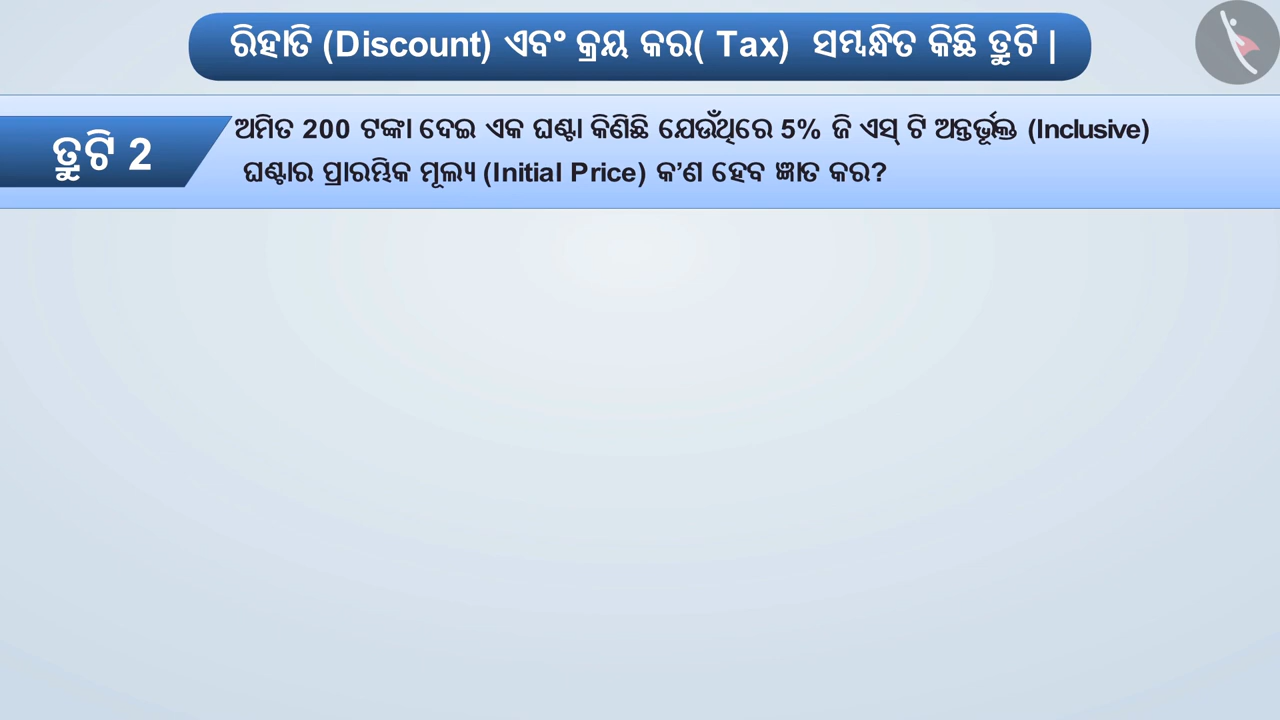 ରିହାତି (Discount) ଏବଂ କ୍ରୟ କର( Tax) ସମ୍ବନ୍ଧିତ କିଛି ତ୍ରୁଟି |
ତ୍ରୁଟି 2
ଅମିତ 200 ଟଙ୍କା ଦେଇ ଏକ ଘଣ୍ଟା କିଣିଛି ଯେଉଁଥିରେ 5% ଜି ଏସ୍ ଟି ଅନ୍ତର୍ଭୂକ୍ତ (Inclusive)
ଘଣ୍ଟାର ପ୍ରାରମ୍ଭିକ ମୂଲ୍ୟ (Initial Price) କ'ଣ ହେବ ଜ୍ଞାତ କର?